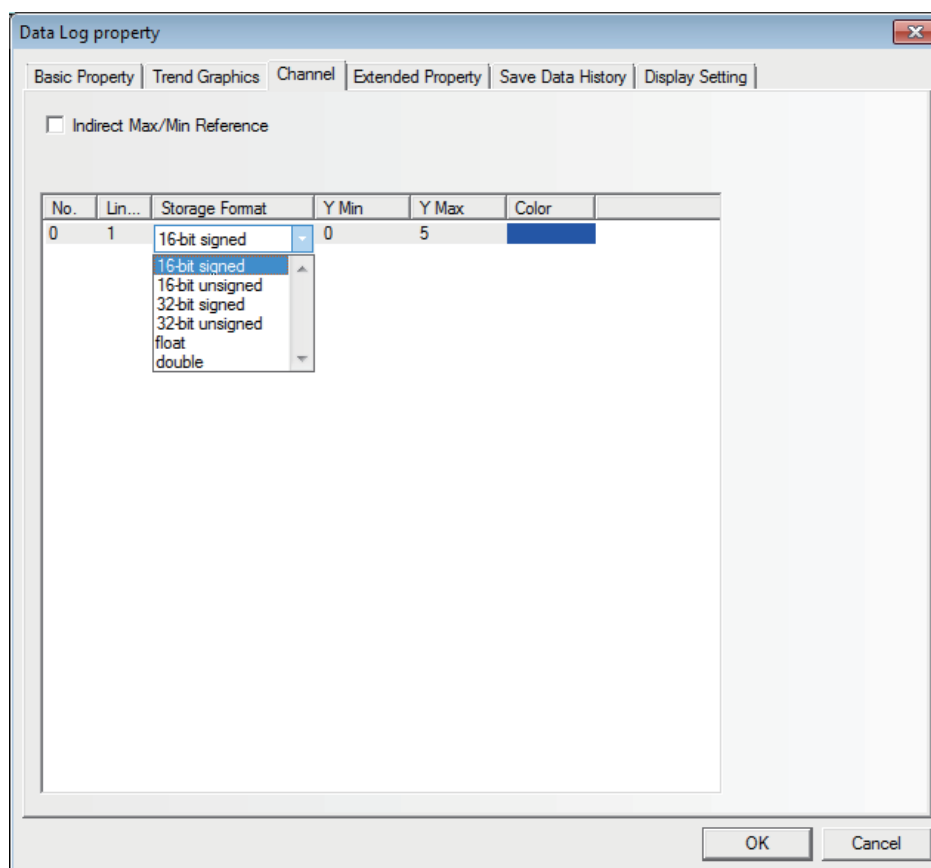 Data Log property
Basic Property Trend Graphics Channel Extended Property Save Data History Display Setting
Indirect Max/Min Reference
No. Lin... Storage Format Y Min Y Max Color
0 1 16-bit signed 0 5
16-bit signed
16-bit unsigned
32-bit signed
32-bit unsigned
float
double
OK Cancel